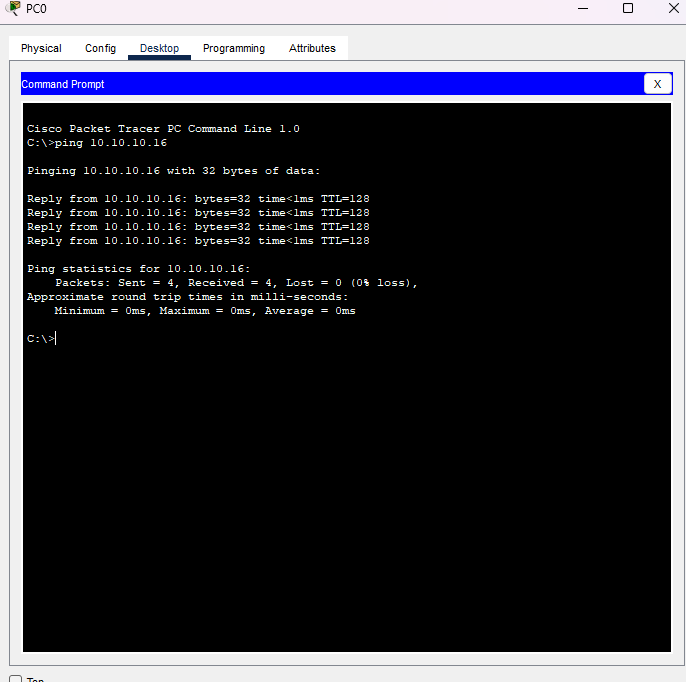 PC0
Physical Config Desktop Programming Attributes
Command Prompt
X
Cisco Packet Tracer PC Command Line 1.0
C:\>ping 10.10.10.16
Pinging 10.10.10.16 with 32 bytes of data:
Reply from 10.10.10.16: bytes=32 time<1ms TTL=128
Reply from 10.10.10.16: bytes=32 time<1ms TTL=128
Reply from 10.10.10.16: bytes=32 time<1ms TTL=128
Reply from 10.10.10.16: bytes=32 time<1ms TTL=128
Ping statistics for 10.10.10.16:
    Packets: Sent = 4, Received = 4, Lost = 0 (0% loss),
Approximate round trip times in milli-seconds:
    Minimum = 0ms, Maximum = 0ms, Average = 0ms
C:\>
Top